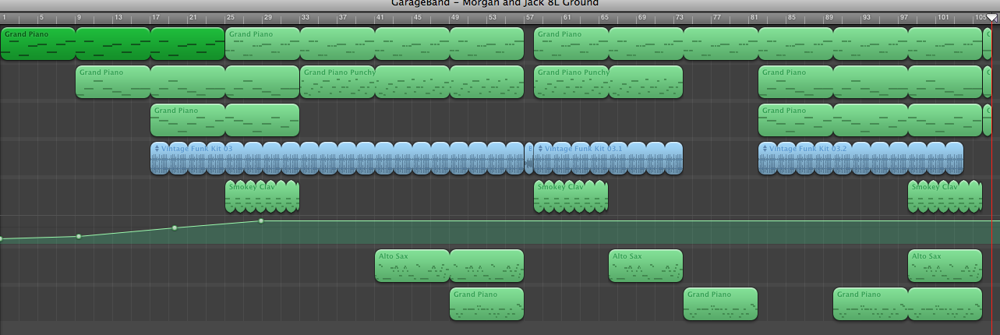 GarageBand – Morgan and Jack 8L Ground
1 5 9 13 17 21 25 29 33 37 41 45 49 53 57 61 65 69 73 77 81 85 89 93 97 101 105
Grand Piano Grand Piano Grand Piano
Grand Piano Grand Piano Punchy Grand Piano Punchy Grand Piano
Grand Piano Grand Piano
Vintage Funk Kit 03 Vintage Funk Kit 03.1 Vintage Funk Kit 03.2
Smokey Clav Smokey Clav Smokey Clav
Alto Sax Alto Sax Alto Sax
Grand Piano Grand Piano Grand Piano